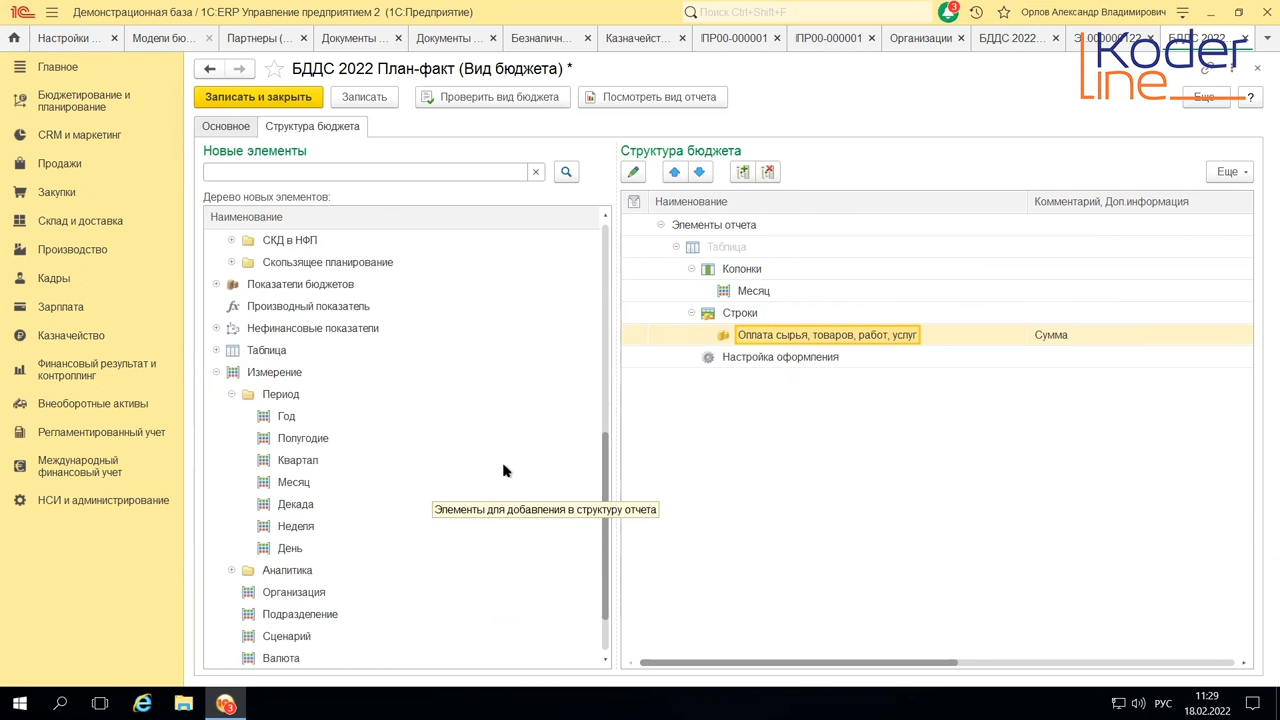 Демонстрационная база / 1С:ERP Управление предприятием 2 (1С:Предприятие)
Поиск Ctrl+Shift+F
3
Орлов Александр Владимирович
Настройки ...
Модели бю...
Партнеры (...
Документы ...
Документы ...
Безналичн...
Казначейст...
ІПР00-000001
ІПР00-000001
Организации
БДДС 2022...
БДДС 2022 ...
Koder
line
Главное
Бюджетирование и
планирование
CRM и маркетинг
Продажи
Закупки
Склад и доставка
Производство
Кадры
Зарплата
Казначейство
Финансовый результат и
контроллинг
Внеоборотные активы
Регламентированный учет
Международный
финансовый учет
НСИ и администрирование
БДДС 2022 План-факт (Вид бюджета) *
Записать и закрыть
Записать
Проверить вид бюджета
Посмотреть вид отчета
Еще
?
Основное
Структура бюджета
Новые элементы
Дерево новых элементов:
Наименование
СКД в НФП
Скользящее планирование
Показатели бюджетов
Производный показатель
Нефинансовые показатели
Таблица
Измерение
Период
Год
Полугодие
Квартал
Месяц
Декада
Неделя
День
Аналитика
Организация
Подразделение
Сценарий
Валюта
Элементы для добавления в структуру отчета
Структура бюджета
Еще
Наименование
Комментарий, Доп.информация
Элементы отчета
Таблица
Колонки
Месяц
Строки
Оплата сырья, товаров, работ, услуг
Сумма
Настройка оформления
3
РУС
11:29
18.02.2022